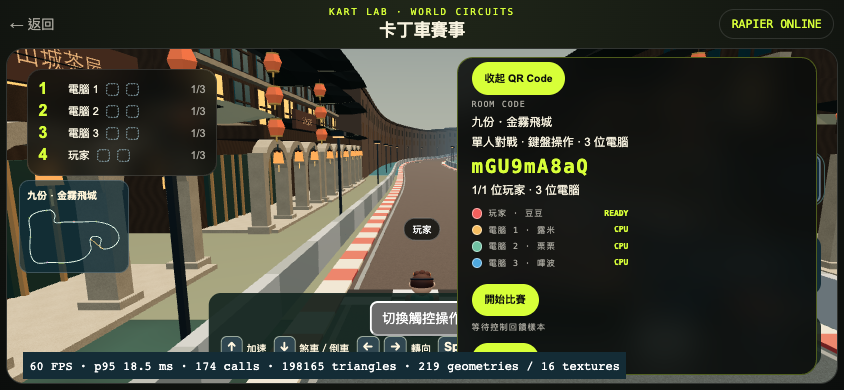 ← 返回
KART LAB · WORLD CIRCUITS
卡丁車賽事
RAPIER ONLINE
1 電腦 1 1/3
2 電腦 2 1/3
3 電腦 3 1/3
4 玩家 1/3
九份 · 金霧飛城
玩家
切換觸控操作
↑ 加速 ↓ 煞車 / 倒車 ← → 轉向
收起 QR Code
ROOM CODE
九份 · 金霧飛城
單人對戰 · 鍵盤操作 · 3 位電腦
mGU9mA8aQ
1/1 位玩家 · 3 位電腦
玩家 · 豆豆 READY
電腦 1 · 露米 CPU
電腦 2 · 栗栗 CPU
電腦 3 · 嗶波 CPU
開始比賽
等待控制回饋樣本
60 FPS · p95 18.5 ms · 174 calls · 198165 triangles · 219 geometries / 16 textures